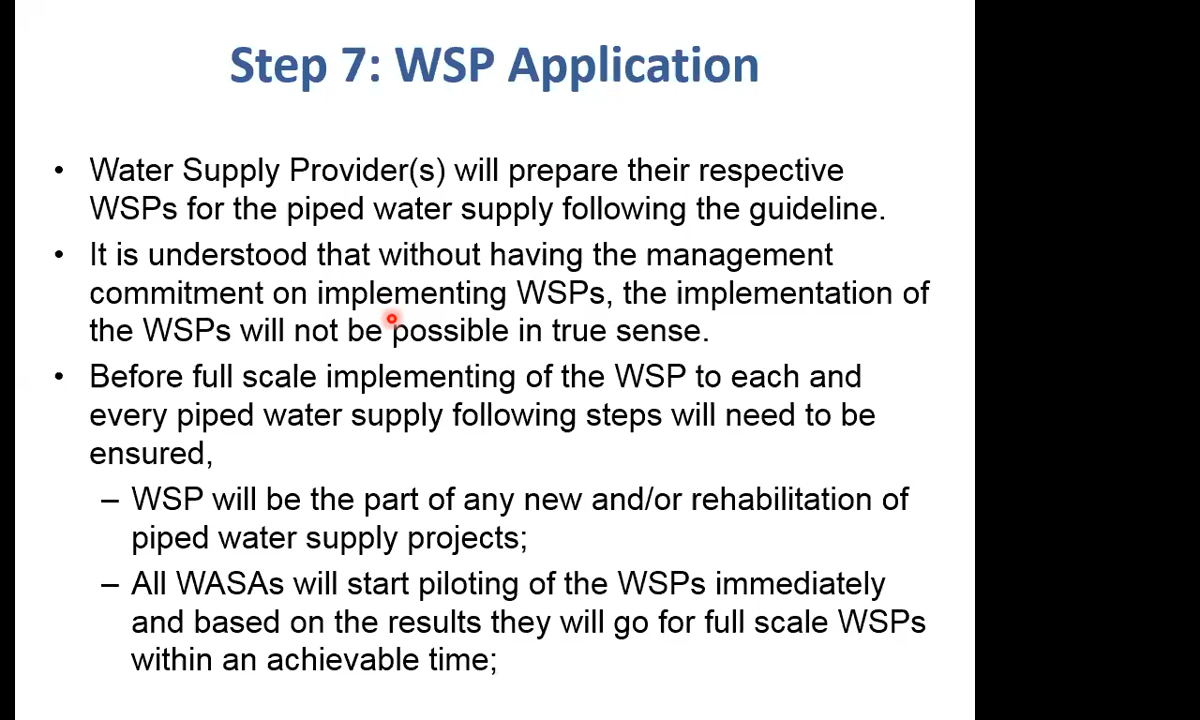 Step 7: WSP Application
• Water Supply Provider(s) will prepare their respective
WSPs for the piped water supply following the guideline.
• It is understood that without having the management
commitment on implementing WSPs, the implementation of
the WSPs will not be possible in true sense.
• Before full scale implementing of the WSP to each and
every piped water supply following steps will need to be
ensured,
– WSP will be the part of any new and/or rehabilitation of
piped water supply projects;
– All WASAs will start piloting of the WSPs immediately
and based on the results they will go for full scale WSPs
within an achievable time;